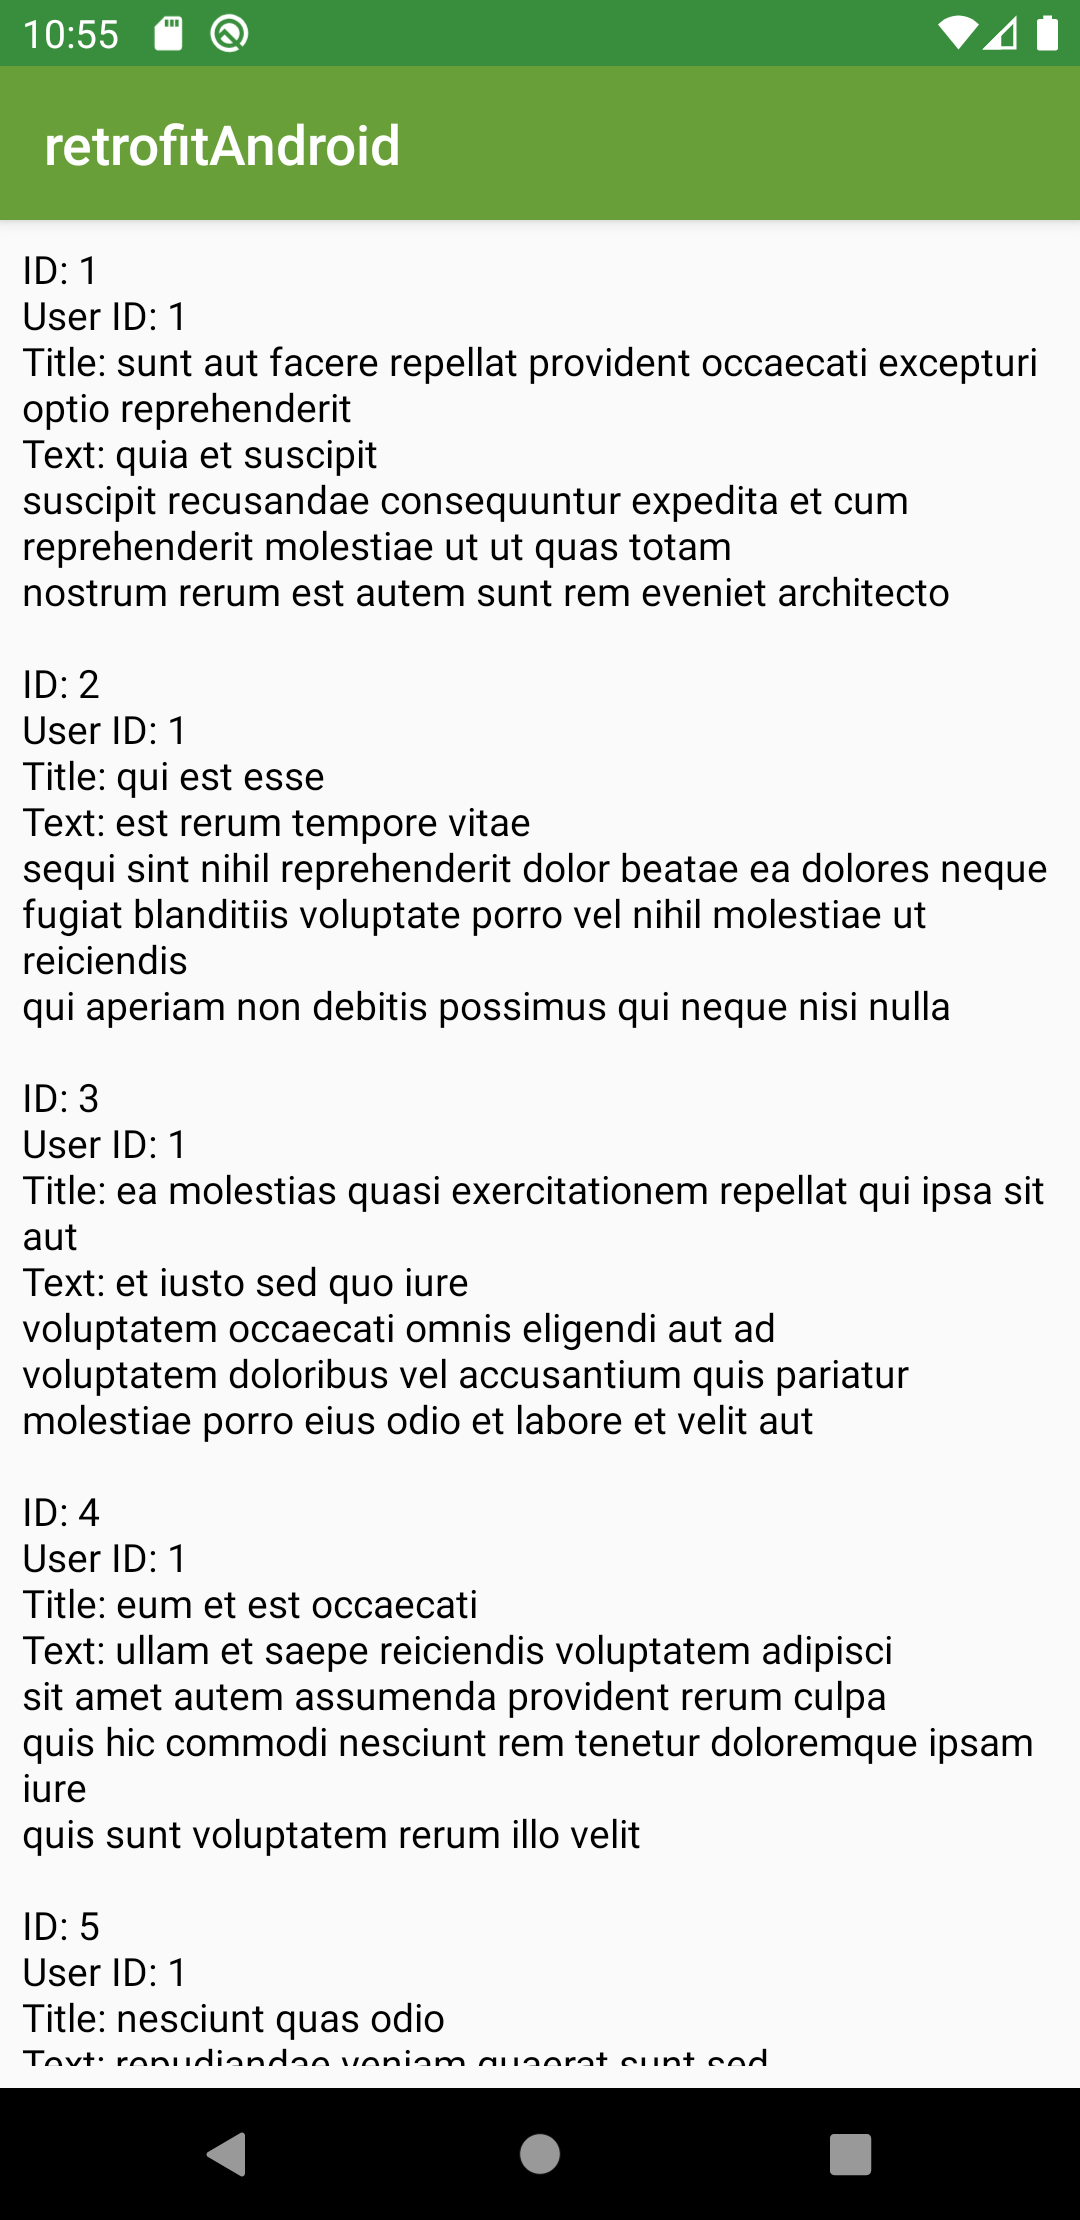 10:55
retrofitAndroid
ID: 1
User ID: 1
Title: sunt aut facere repellat provident occaecati excepturi
optio reprehenderit
Text: quia et suscipit
suscipit recusandae consequuntur expedita et cum
reprehenderit molestiae ut ut quas totam
nostrum rerum est autem sunt rem eveniet architecto
ID: 2
User ID: 1
Title: qui est esse
Text: est rerum tempore vitae
sequi sint nihil reprehenderit dolor beatae ea dolores neque
fugiat blanditiis voluptate porro vel nihil molestiae ut
reiciendis
qui aperiam non debitis possimus qui neque nisi nulla
ID: 3
User ID: 1
Title: ea molestias quasi exercitationem repellat qui ipsa sit
aut
Text: et iusto sed quo iure
voluptatem occaecati omnis eligendi aut ad
voluptatem doloribus vel accusantium quis pariatur
molestiae porro eius odio et labore et velit aut
ID: 4
User ID: 1
Title: eum et est occaecati
Text: ullam et saepe reiciendis voluptatem adipisci
sit amet autem assumenda provident rerum culpa
quis hic commodi nesciunt rem tenetur doloremque ipsam
iure
quis sunt voluptatem rerum illo velit
ID: 5
User ID: 1
Title: nesciunt quas odio
Text: repudiandae veniam quaerat sunt sed